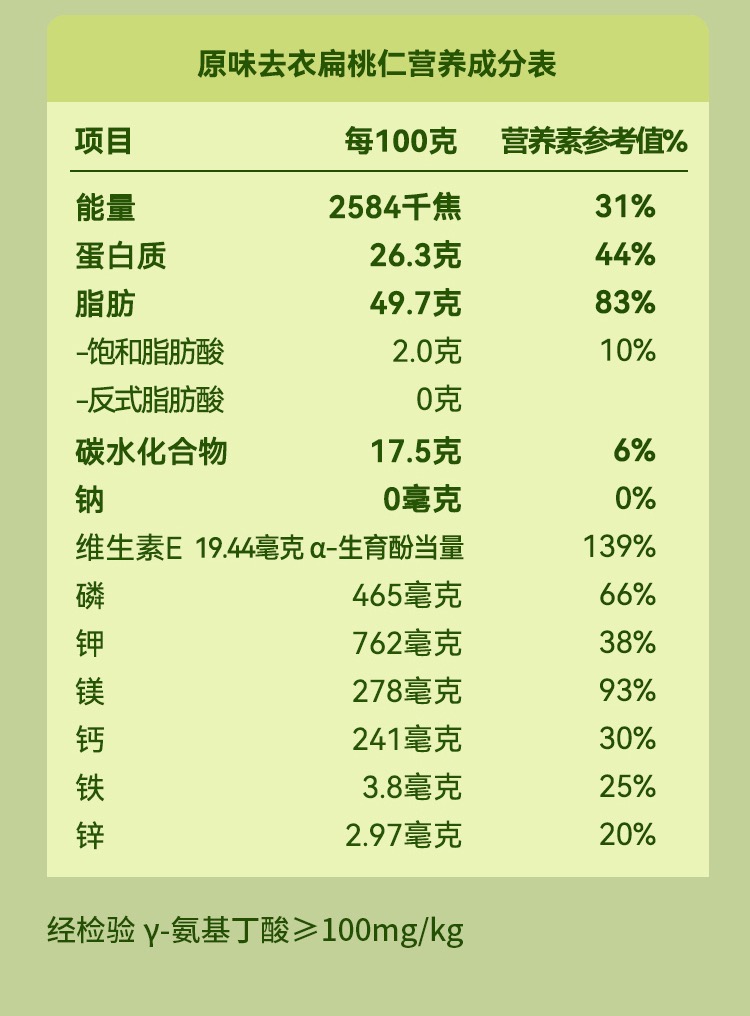 原味去衣扁桃仁营养成分表
项目 每100克 营养素参考值%
能量 2584千焦 31%
蛋白质 26.3克 44%
脂肪 49.7克 83%
-饱和脂肪酸 2.0克 10%
-反式脂肪酸 0克
碳水化合物 17.5克 6%
钠 0毫克 0%
维生素E 19.44毫克 α-生育酚当量 139%
磷 465毫克 66%
钾 762毫克 38%
镁 278毫克 93%
钙 241毫克 30%
铁 3.8毫克 25%
锌 2.97毫克 20%
经检验 γ-氨基丁酸≥100mg/kg